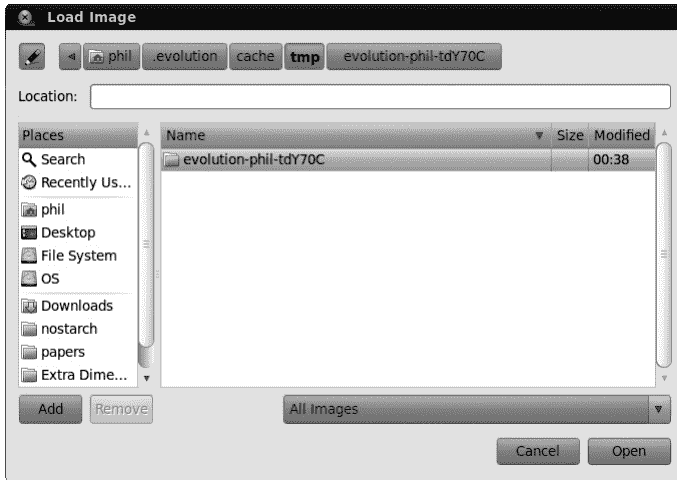 Load Image
phil .evolution cache tmp evolution-phil-tdY70C
Location:
Places
Search
Recently Us...
phil
Desktop
File System
OS
Downloads
nostarch
papers
Extra Dime...
Name Size Modified
evolution-phil-tdY70C 00:38
Add Remove All Images
Cancel Open